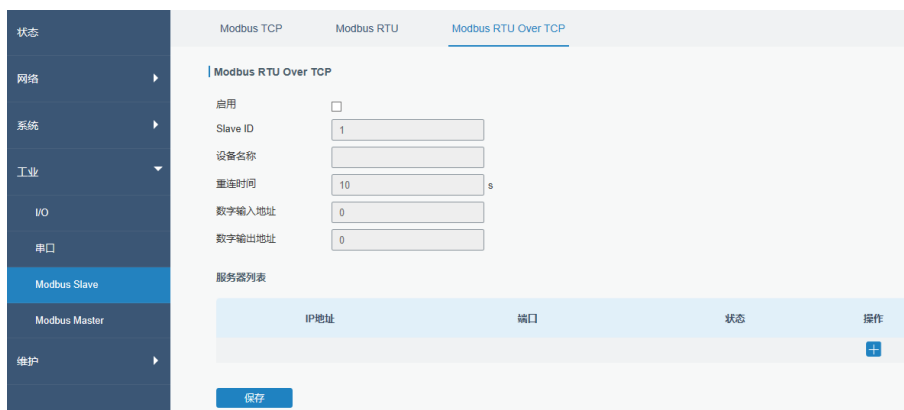 状态
网络
系统
工业
I/O
串口
Modbus Slave
Modbus Master
维护
Modbus TCP Modbus RTU Modbus RTU Over TCP
Modbus RTU Over TCP
启用
Slave ID 1
设备名称
重连时间 10 s
数字输入地址 0
数字输出地址 0
服务器列表
IP地址 端口 状态 操作
保存